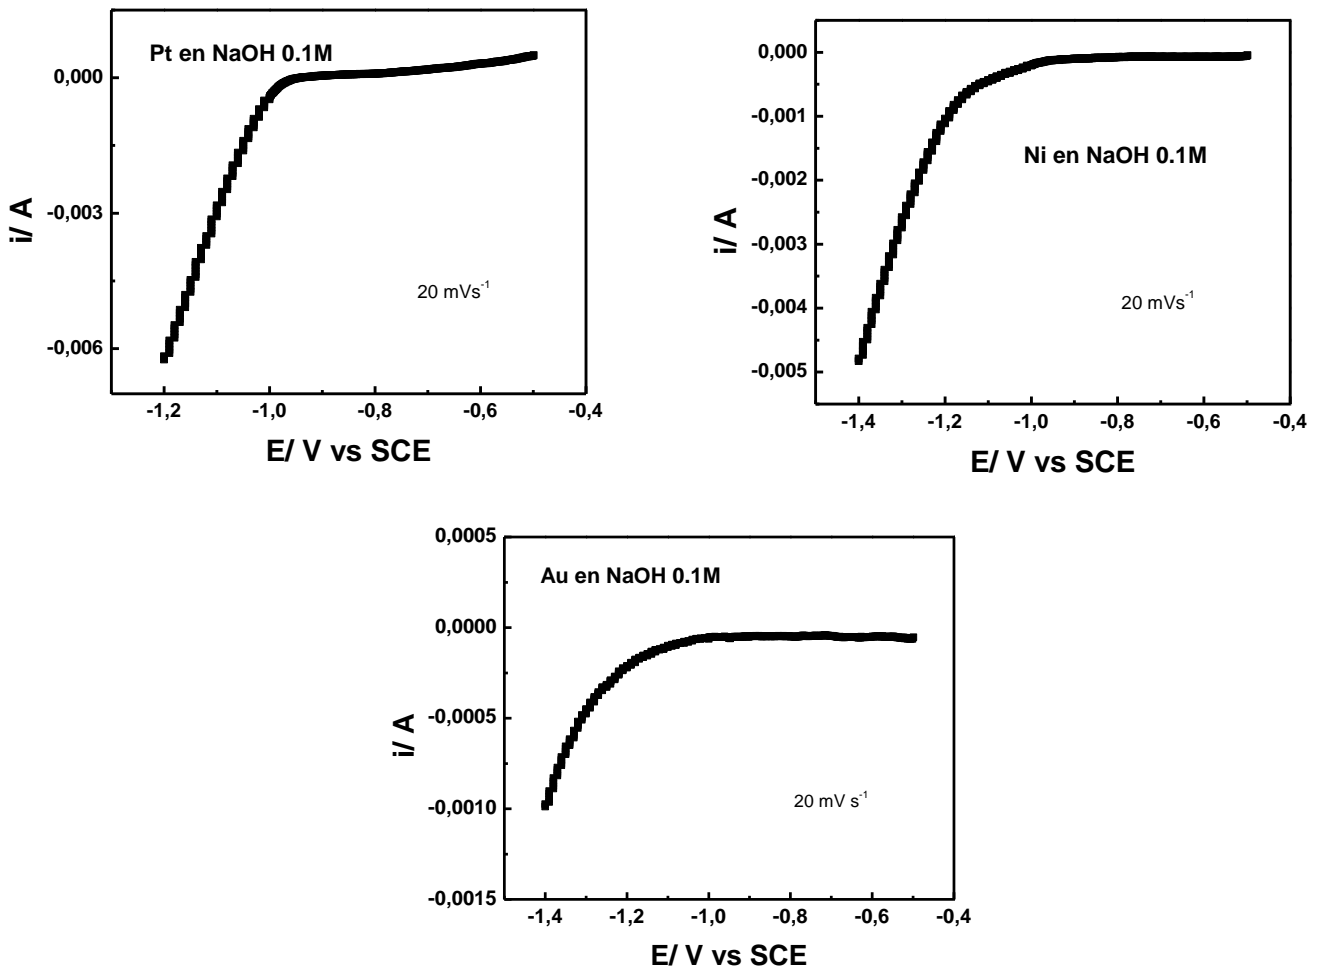 Pt en NaOH 0.1M
0,000
-0,003
-0,006
i/ A
20 mVs-1
-1,2 -1,0 -0,8 -0,6 -0,4
E/ V vs SCE
0,000
-0,001
-0,002
-0,003
-0,004
-0,005
i/ A
Ni en NaOH 0.1M
20 mVs-1
-1,4 -1,2 -1,0 -0,8 -0,6 -0,4
E/ V vs SCE
0,0005
0,0000
-0,0005
-0,0010
-0,0015
i/ A
Au en NaOH 0.1M
20 mV s-1
-1,4 -1,2 -1,0 -0,8 -0,6 -0,4
E/ V vs SCE